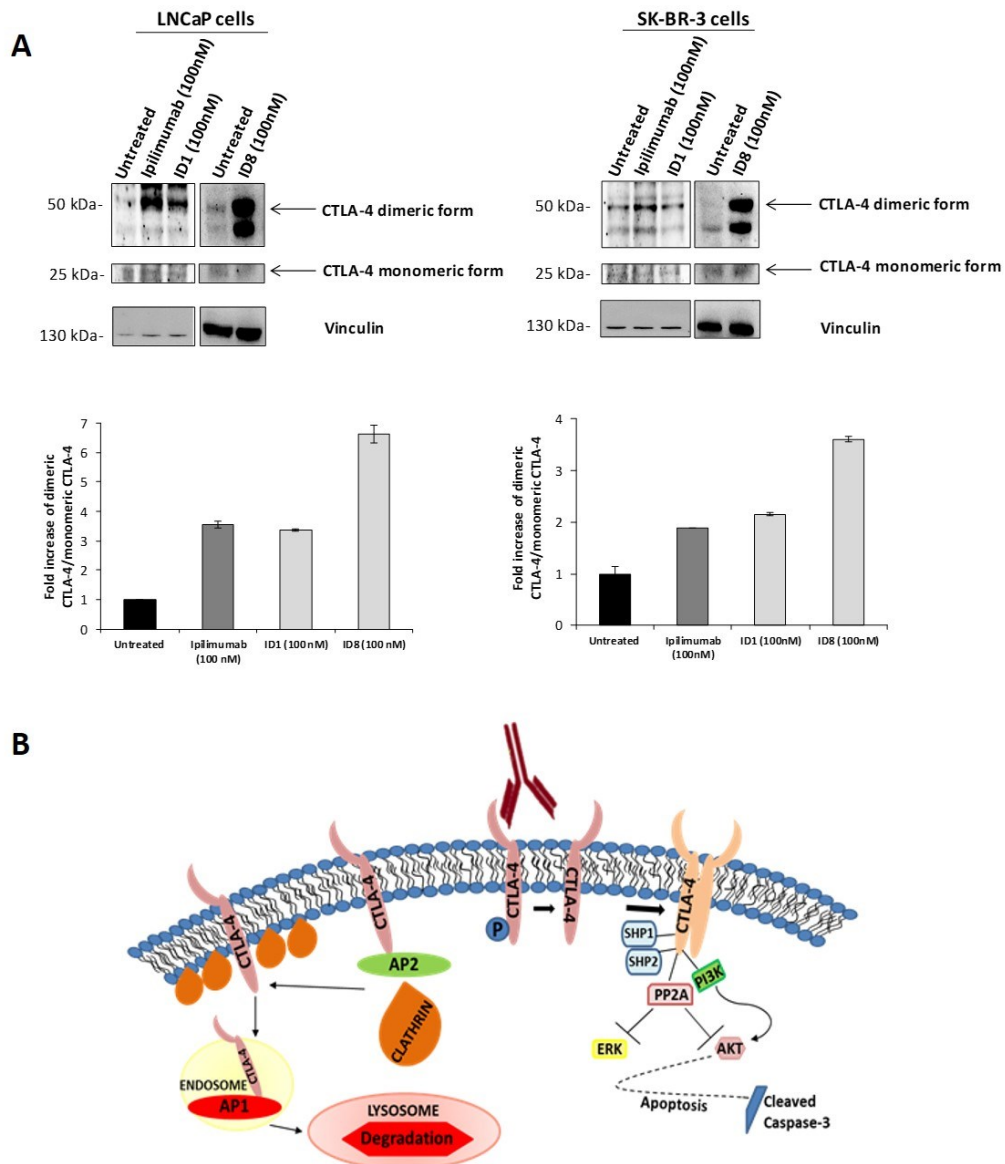 A
LNCaP cells
Untreated
Ipilimumab (100nM)
ID1 (100nM)
Untreated
ID8 (100nM)
50 kDa-
CTLA-4 dimeric form
25 kDa-
CTLA-4 monomeric form
130 kDa-
Vinculin
SK-BR-3 cells
Untreated
Ipilimumab (100nM)
ID1 (100nM)
Untreated
ID8 (100nM)
50 kDa-
CTLA-4 dimeric form
25 kDa-
CTLA-4 monomeric form
130 kDa-
Vinculin
Fold increase of dimeric
CTLA-4/monomeric CTLA-4
7
6
5
4
3
2
1
0
Untreated
Ipilimumab
(100 nM)
ID1 (100nM)
ID8 (100 nM)
Fold increase of dimeric
CTLA-4/monomeric CTLA-4
4
3
2
1
0
Untreated
Ipilimumab
(100nM)
ID1 (100nM)
ID8 (100nM)
B
CTLA-4
CTLA-4
CTLA-4
CTLA-4
CTLA-4
P
SHP1
SHP2
AP2
PP2A
PI3K
CLATHRIN
ERK
AKT
CTLA-4
ENDOSOME
AP1
LYSOSOME
Degradation
Apoptosis
Cleaved
Caspase-3